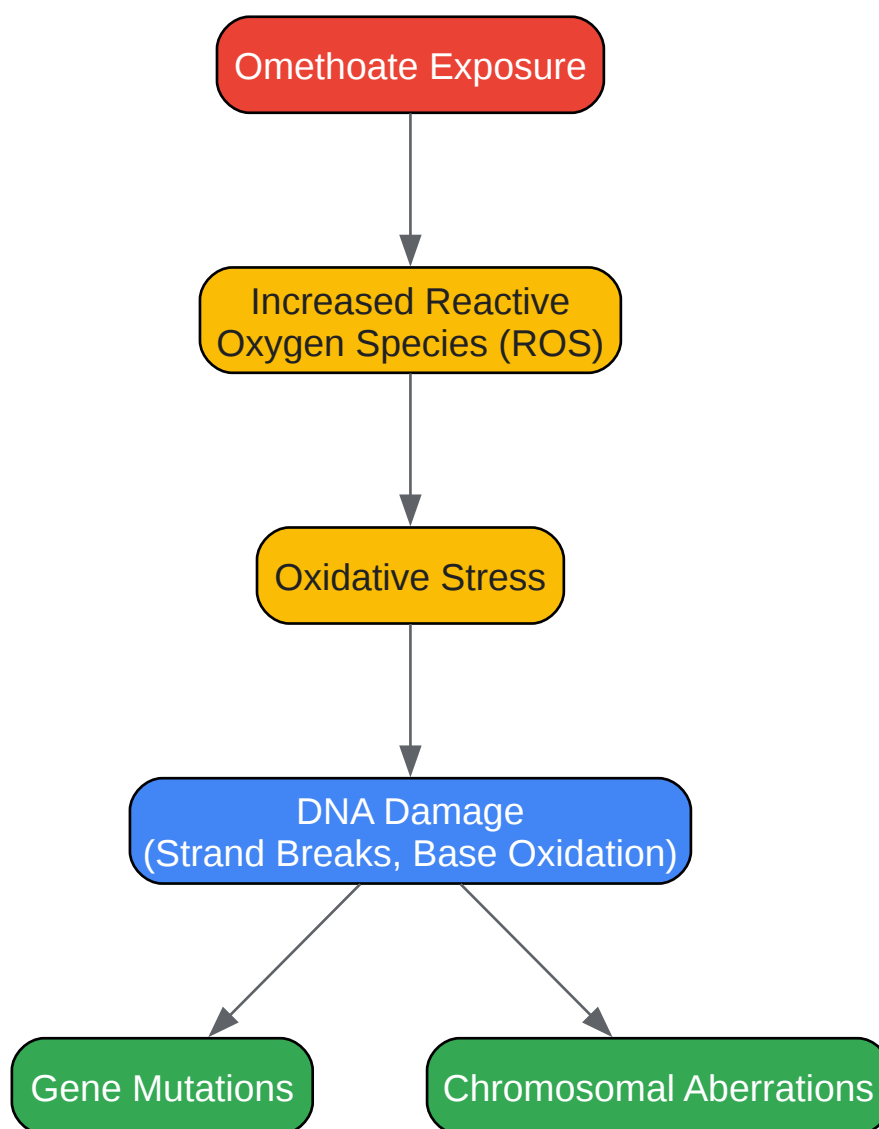 Omethoate Exposure
Increased Reactive
Oxygen Species (ROS)
Oxidative Stress
DNA Damage
(Strand Breaks, Base Oxidation)
Gene Mutations
Chromosomal Aberrations